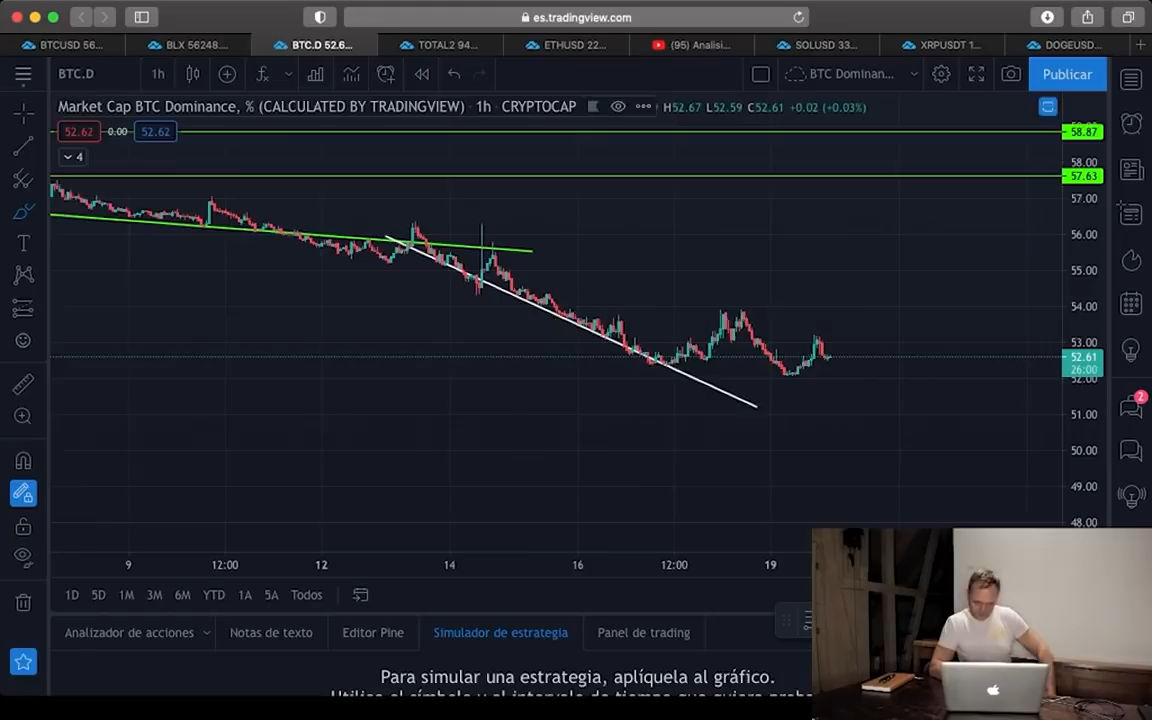 es.tradingview.com
BTCUSD 56...
BLX 56248....
BTC.D 52.6...
TOTAL2 94...
ETHUSD 22...
(95) Analisi...
SOLUSD 33...
XRPUSDT 1...
DOGEUSD...
BTC.D
1h
BTC Dominan...
Publicar
Market Cap BTC Dominance, % (CALCULATED BY TRADINGVIEW) · 1h · CRYPTOCAP
H52.67 L52.59 C52.61 +0.02 (+0.03%)
52.62 0.00 52.62
4
58.87
58.00
57.63
57.00
56.00
55.00
54.00
53.00
52.61
26:00
52.00
51.00
50.00
49.00
48.00
2
9 12:00 12 14 16 12:00 19
1D 5D 1M 3M 6M YTD 1A 5A Todos
Analizador de acciones Notas de texto Editor Pine Simulador de estrategia Panel de trading
Para simular una estrategia, aplíquela al gráfico.